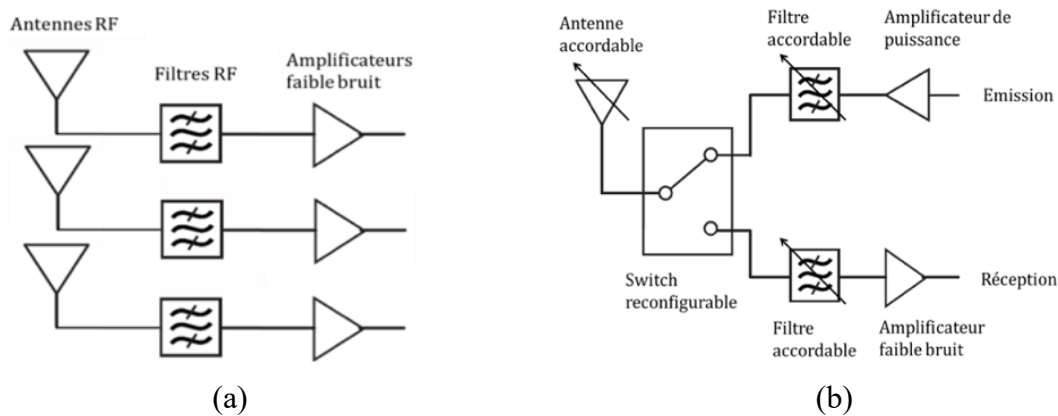 Antennes RF
Filtres RF
Amplificateurs
faible bruit
(a)
Antenne
accordable
Filtre
accordable
Amplificateur de
puissance
Emission
Switch
reconfigurable
Filtre
accordable
Amplificateur
faible bruit
Réception
(b)